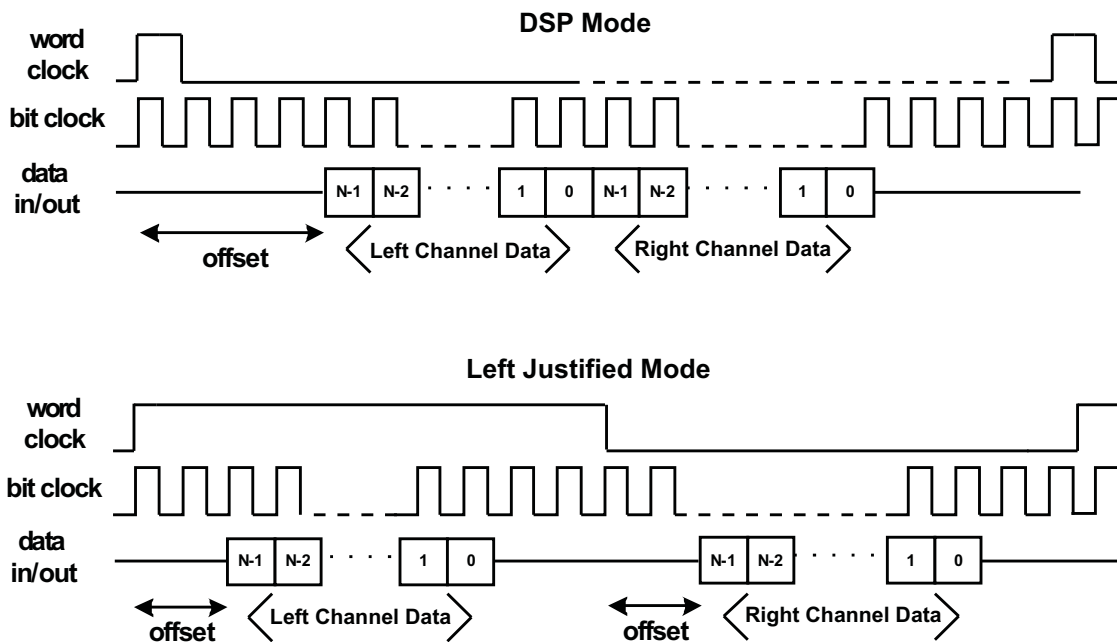 DSP Mode
word
clock
bit clock
data
in/out
N-1 N-2 1 0 N-1 N-2 1 0
offset
Left Channel Data
Right Channel Data
Left Justified Mode
word
clock
bit clock
data
in/out
N-1 N-2 1 0 N-1 N-2 1 0
offset
Left Channel Data
offset
Right Channel Data